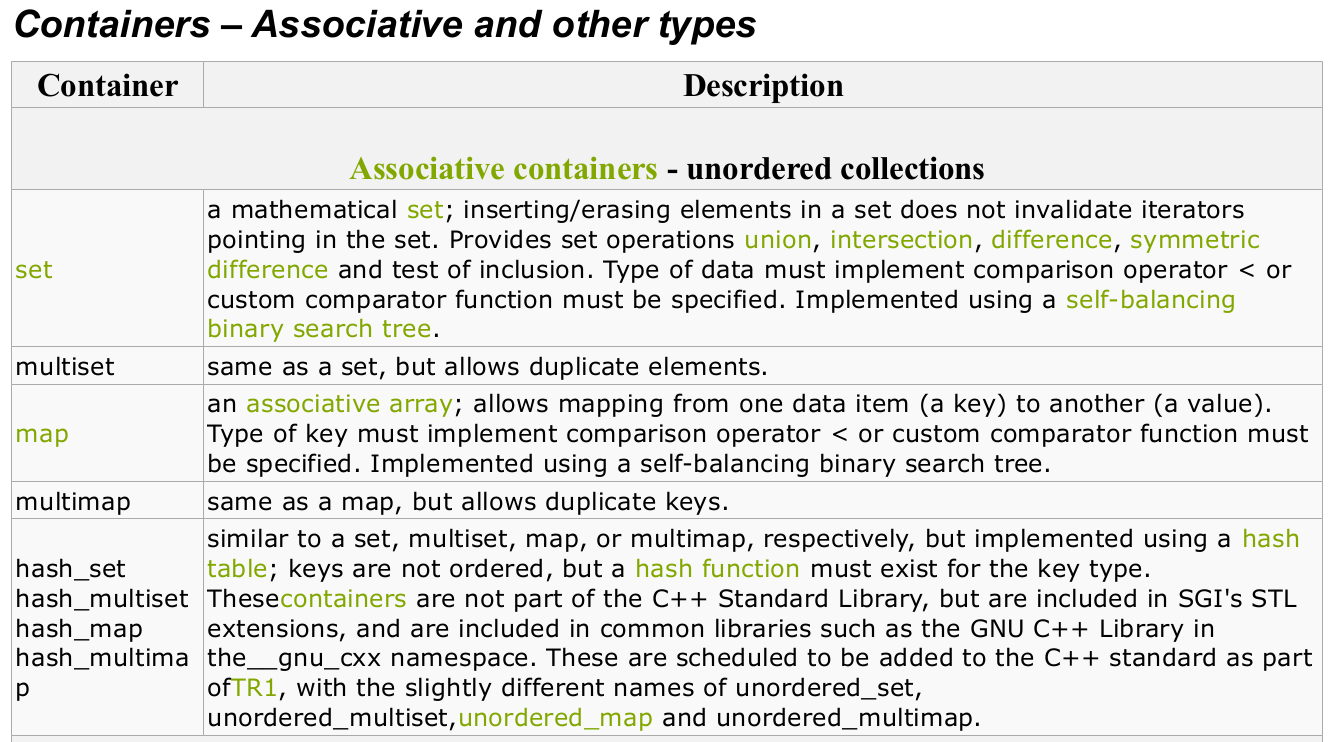 Containers – Associative and other types
Container
Description
Associative containers - unordered collections
set
a mathematical set; inserting/erasing elements in a set does not invalidate iterators
pointing in the set. Provides set operations union, intersection, difference, symmetric
difference and test of inclusion. Type of data must implement comparison operator < or
custom comparator function must be specified. Implemented using a self-balancing
binary search tree.
multiset
same as a set, but allows duplicate elements.
map
an associative array; allows mapping from one data item (a key) to another (a value).
Type of key must implement comparison operator < or custom comparator function must
be specified. Implemented using a self-balancing binary search tree.
multimap
same as a map, but allows duplicate keys.
hash_set
hash_multiset
hash_map
hash_multima
p
similar to a set, multiset, map, or multimap, respectively, but implemented using a hash
table; keys are not ordered, but a hash function must exist for the key type.
Thesecontainers are not part of the C++ Standard Library, but are included in SGI's STL
extensions, and are included in common libraries such as the GNU C++ Library in
the__gnu_cxx namespace. These are scheduled to be added to the C++ standard as part
ofTR1, with the slightly different names of unordered_set,
unordered_multiset,unordered_map and unordered_multimap.